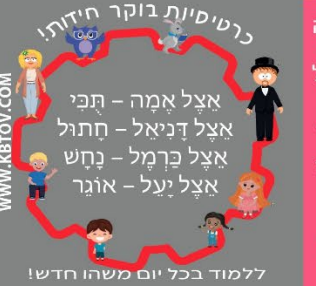 כרטיסיות בוקר חידות!
אֵצֶל אֶמָה – תֻּכִּי
אֵצֶל דָּנִיאֵל – חָתוּל
אֵצֶל כַּרְמֶל – נָחָשׁ
אֵצֶל יָעֵל – אוֹגֵר
ללמוד בכל יום משהו חדש!
WWW.KBTOV.COM